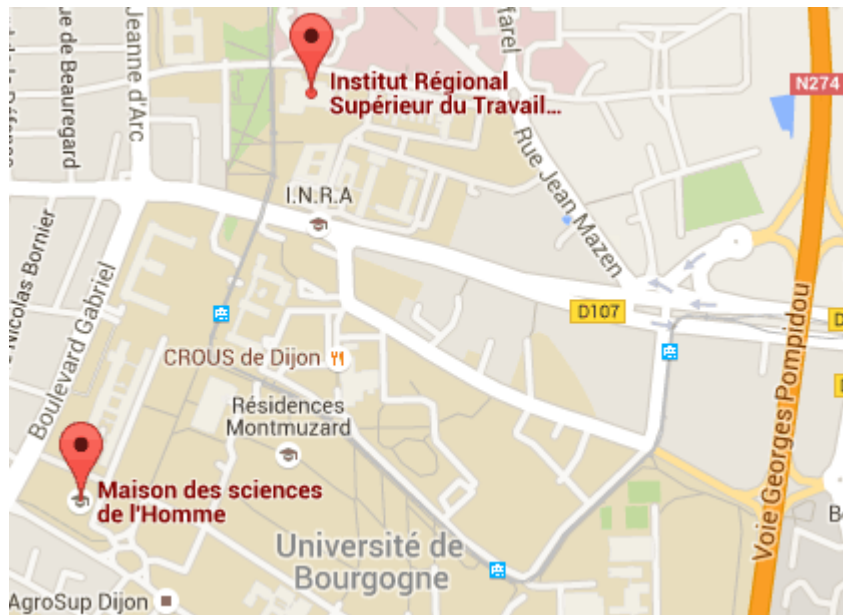 Jeanne d'Arc
ue de Beauregard
farel
Institut Régional
Supérieur du Travail...
N274
Rue Jean Mazen
I.N.R.A
Nicolas Bornier
Boulevard Gabriel
D107
D
CROUS de Dijon
Résidences
Montmuzard
D
Voie Georges Pompidou
Maison des sciences
de l'Homme
B
Université de
Bourgogne
AgroSup Dijon